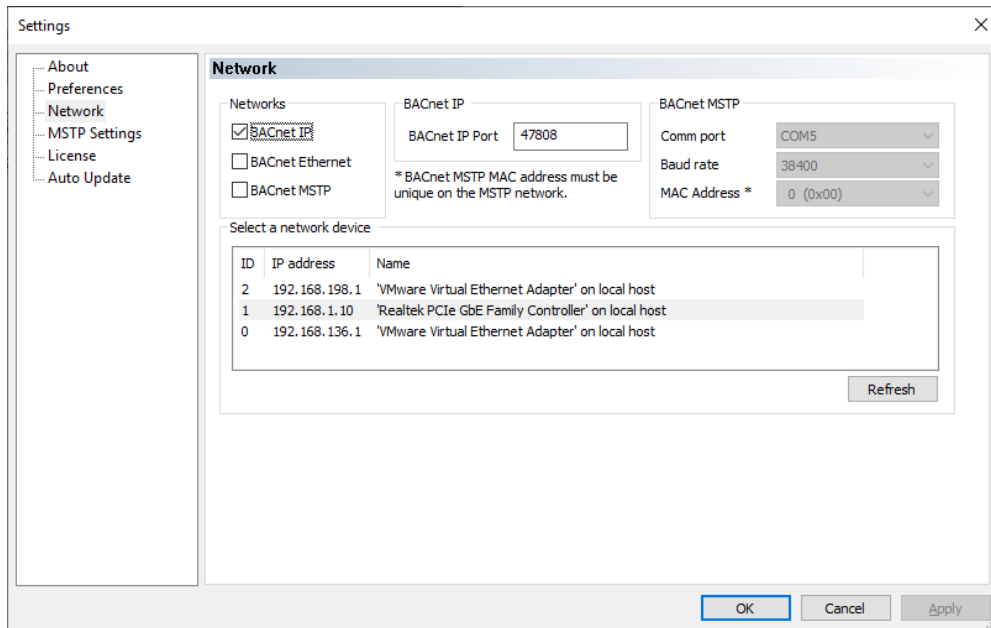 Settings
About
Preferences
Network
MSTP Settings
License
Auto Update
Network
Networks
BACnet IP
BACnet Ethernet
BACnet MSTP
BACnet IP
BACnet IP Port 47808
* BACnet MSTP MAC address must be
unique on the MSTP network.
BACnet MSTP
Comm port COM5
Baud rate 38400
MAC Address * 0 (0x00)
Select a network device
ID IP address Name
2 192.168.198.1 'VMware Virtual Ethernet Adapter' on local host
1 192.168.1.10 'Realtek PCIe GbE Family Controller' on local host
0 192.168.136.1 'VMware Virtual Ethernet Adapter' on local host
Refresh
OK Cancel Apply